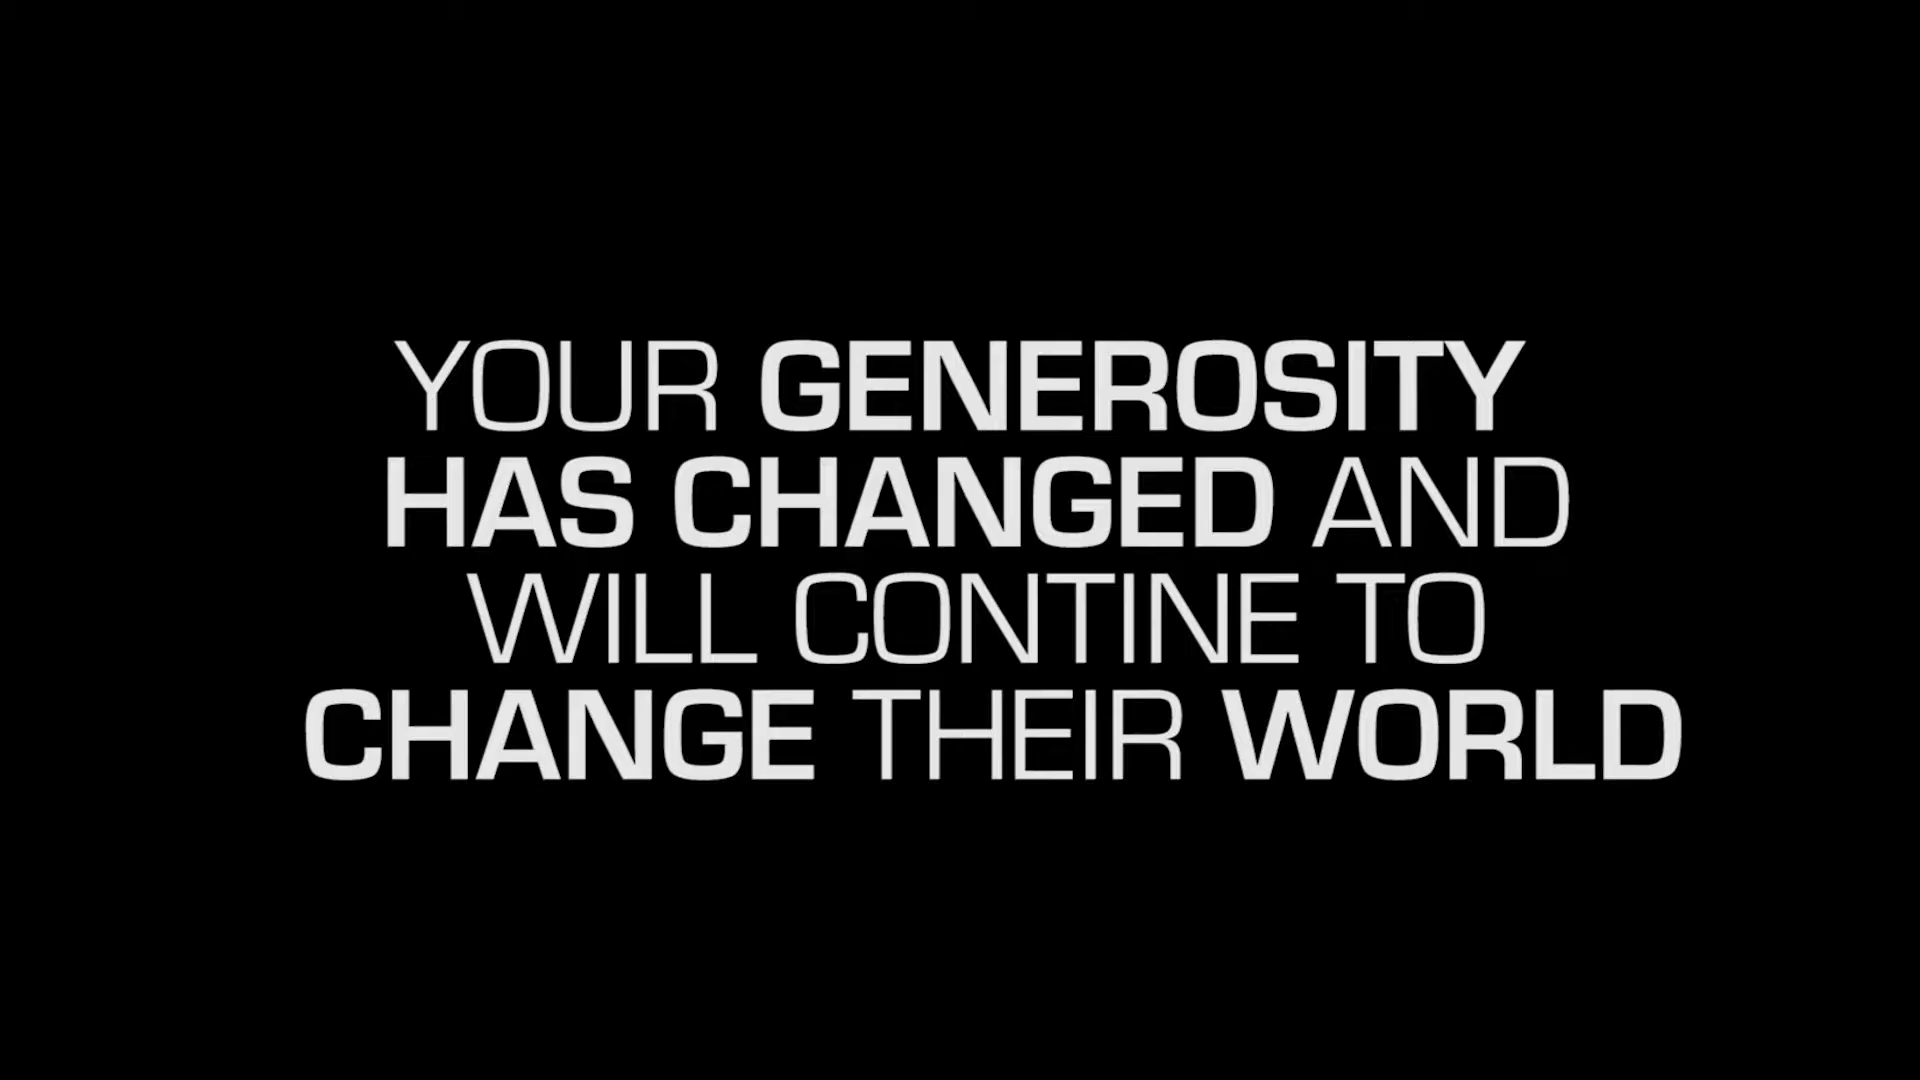 YOUR GENEROSITY
HAS CHANGED AND
WILL CONTINE TO
CHANGE THEIR WORLD